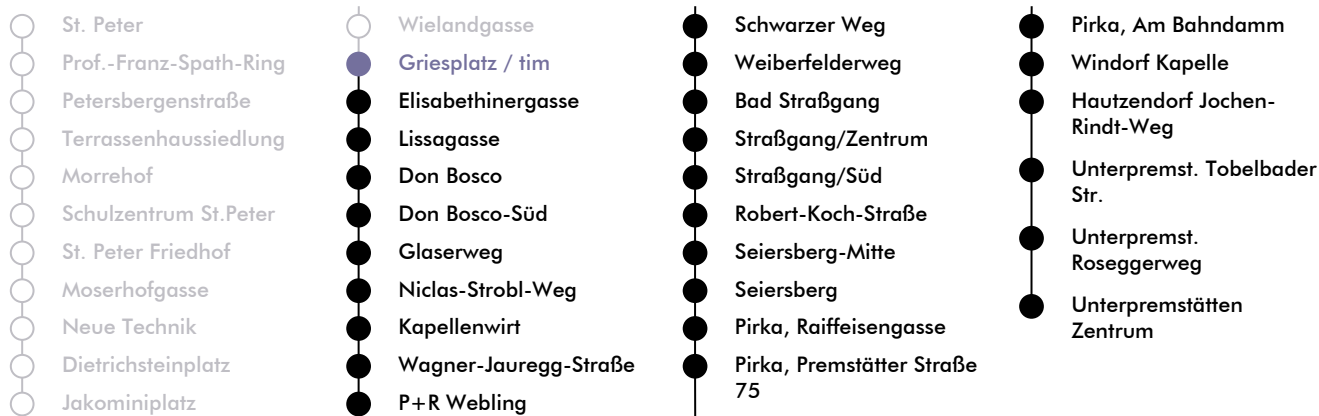 St. Peter
Prof.-Franz-Spath-Ring
Petersbergenstraße
Terrassenhaussiedlung
Morrehof
Schulzentrum St.Peter
St. Peter Friedhof
Moserhofgasse
Neue Technik
Dietrichsteinplatz
Jakominiplatz
Wielandgasse
Griesplatz / tim
Elisabethinergasse
Lissagasse
Don Bosco
Don Bosco-Süd
Glaserweg
Niclas-Strobl-Weg
Kapellenwirt
Wagner-Jauregg-Straße
P+R Webling
Schwarzer Weg
Weiberfelderweg
Bad Straßgang
Straßgang/Zentrum
Straßgang/Süd
Robert-Koch-Straße
Seiersberg-Mitte
Seiersberg
Pirka, Raiffeisengasse
Pirka, Premstätter Straße
75
Pirka, Am Bahndamm
Windorf Kapelle
Hautzendorf Jochen-
Rindt-Weg
Unterpremst. Tobelbader
Str.
Unterpremst.
Roseggerweg
Unterpremstätten
Zentrum